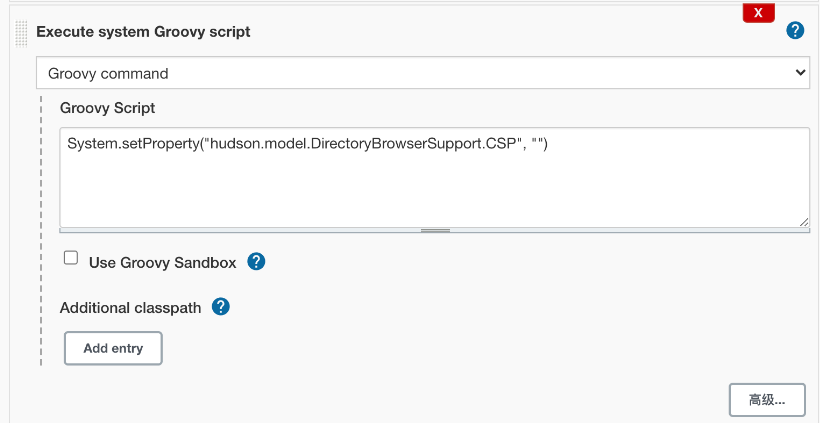 X
Execute system Groovy script
?
Groovy command
Groovy Script
System.setProperty("hudson.model.DirectoryBrowserSupport.CSP", "")
Use Groovy Sandbox ?
Additional classpath ?
Add entry
高级...